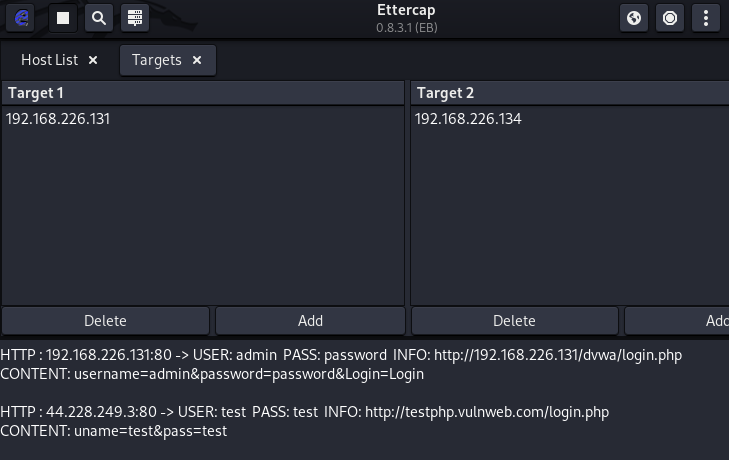 Ettercap
0.8.3.1 (EB)
Host List × Targets ×
Target 1 Target 2
192.168.226.131 192.168.226.134
Delete Add Delete
HTTP : 192.168.226.131:80 -> USER: admin PASS: password INFO: http://192.168.226.131/dvwa/login.php
CONTENT: username=admin&password=password&Login=Login
HTTP : 44.228.249.3:80 -> USER: test PASS: test INFO: http://testphp.vulnweb.com/login.php
CONTENT: uname=test&pass=test